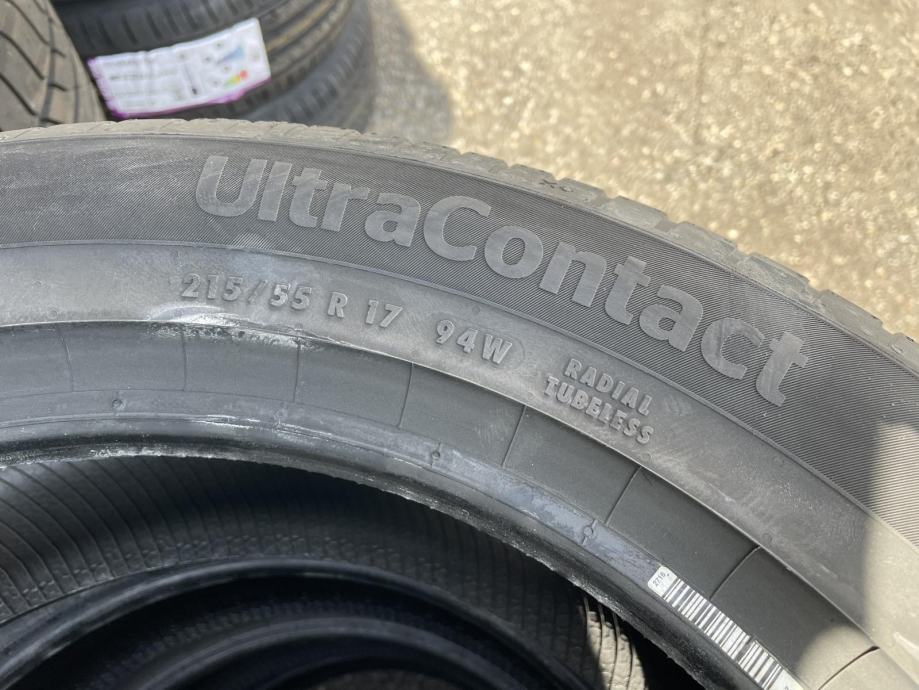 UltraContact
215/55 R 17 94W
RADIAL
TUBELESS